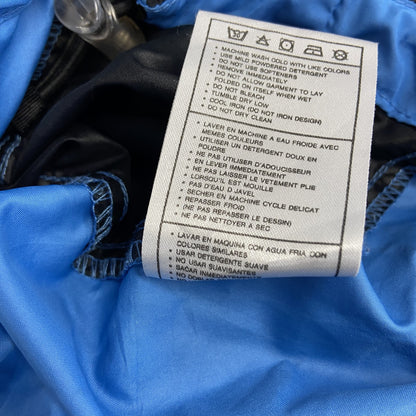 • MACHINE WASH COLD WITH LIKE COLORS
• USE MILD POWDERED DETERGENT
• DO NOT USE SOFTENERS
• REMOVE IMMEDIATELY
• DO NOT ALLOW GARMENT TO LAY
FOLDED ON ITSELF WHEN WET
• DO NOT BLEACH
• TUMBLE DRY LOW
• COOL IRON (DO NOT IRON DESIGN)
• DO NOT DRY CLEAN
• LAVER EN MACHINE A EAU FROIDE AVEC
MEMES COULEURS
• UTILISER UN DETERGENT DOUX EN
POUDRE
• NE PAS UTILISER D'ADOUCISSEUR
• EN LEVER IMMEDIATEMENT
• NE PAS LAISSER LE VETEMENT PLIE
LORSQU'IL EST MOUILLE
• PAS D'EAU D JAVEL
• SECHER EN MACHINE CYCLE DELICAT
• REPASSER FROID
(NE PAS REPASSER LE DESSIN)
• NE PAS NETTOYER A SEC
• LAVAR EN MAQUINA CON AGUA FRIA CON
COLORES SIMILARES
• USAR DETERGENTE SUAVE
• NO USAR SUAVISANTES
• SACAR INMEDIATAMENTE
• NO